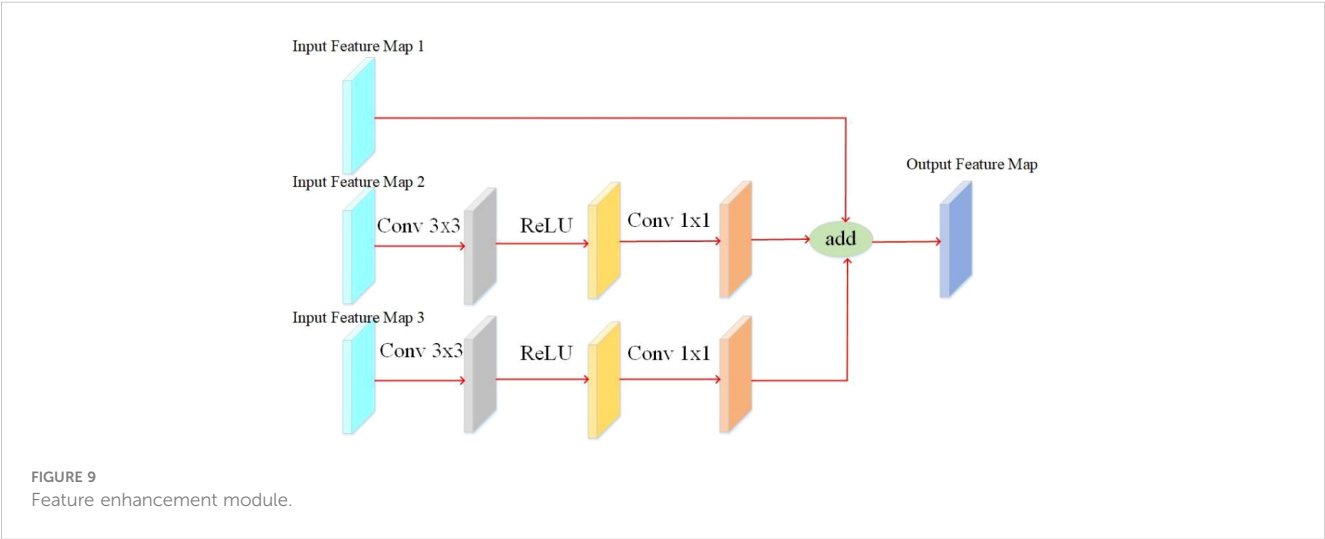 Input Feature Map 1
Input Feature Map 2
Conv 3x3
ReLU
Conv 1x1
add
Output Feature Map
Input Feature Map 3
Conv 3x3
ReLU
Conv 1x1
FIGURE 9
Feature enhancement module.